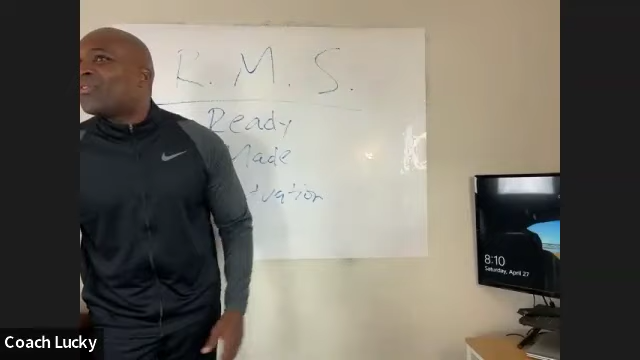 R. M. S.
Ready
Made
8:10
Saturday, April 27
Coach Lucky